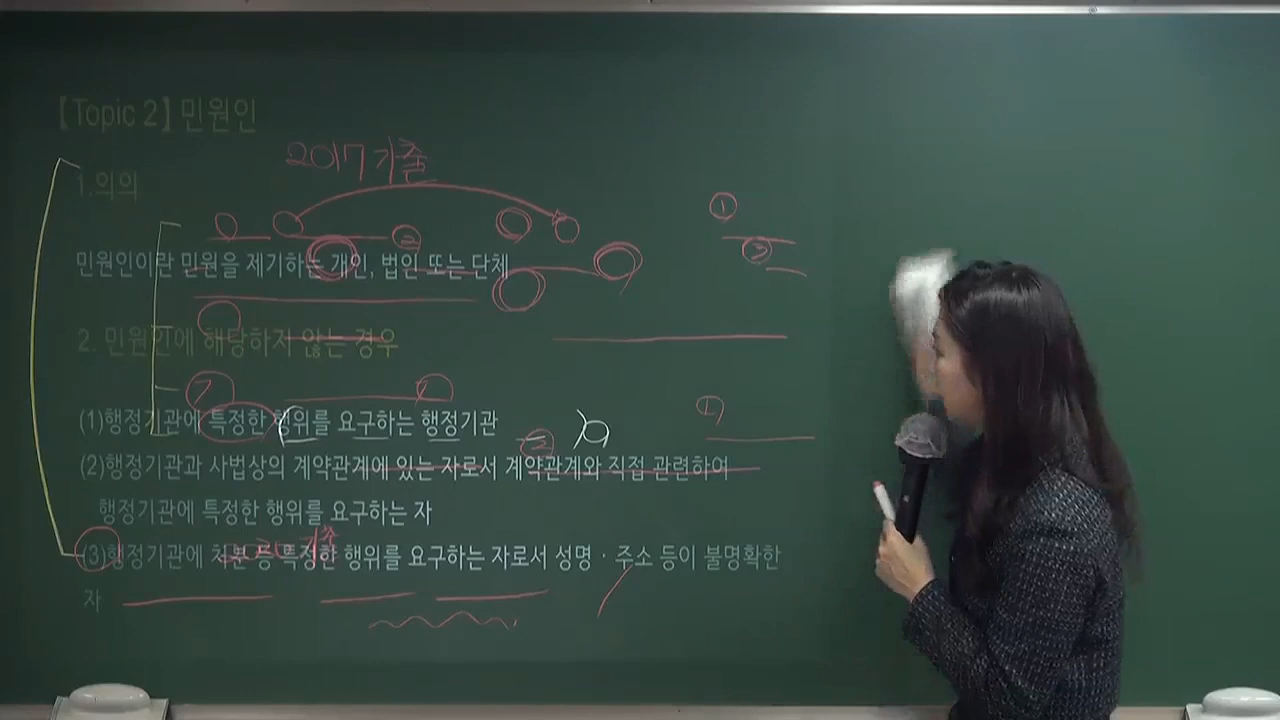 【Topic 2】 민원인
2017 기출
1.의의
①
②
②
민원인이란 민원을 제기하는 개인, 법인 또는 단체
2. 민원인에 해당하지 않는 경우
(1)행정기관에 특정한 행위를 요구하는 행정기관
(2)행정기관과 사법상의 계약관계에 있는 자로서 계약관계와 직접 관련하여
행정기관에 특정한 행위를 요구하는 자
기출
(3)행정기관에 처분 등 특정한 행위를 요구하는 자로서 성명 · 주소 등이 불명확한
자